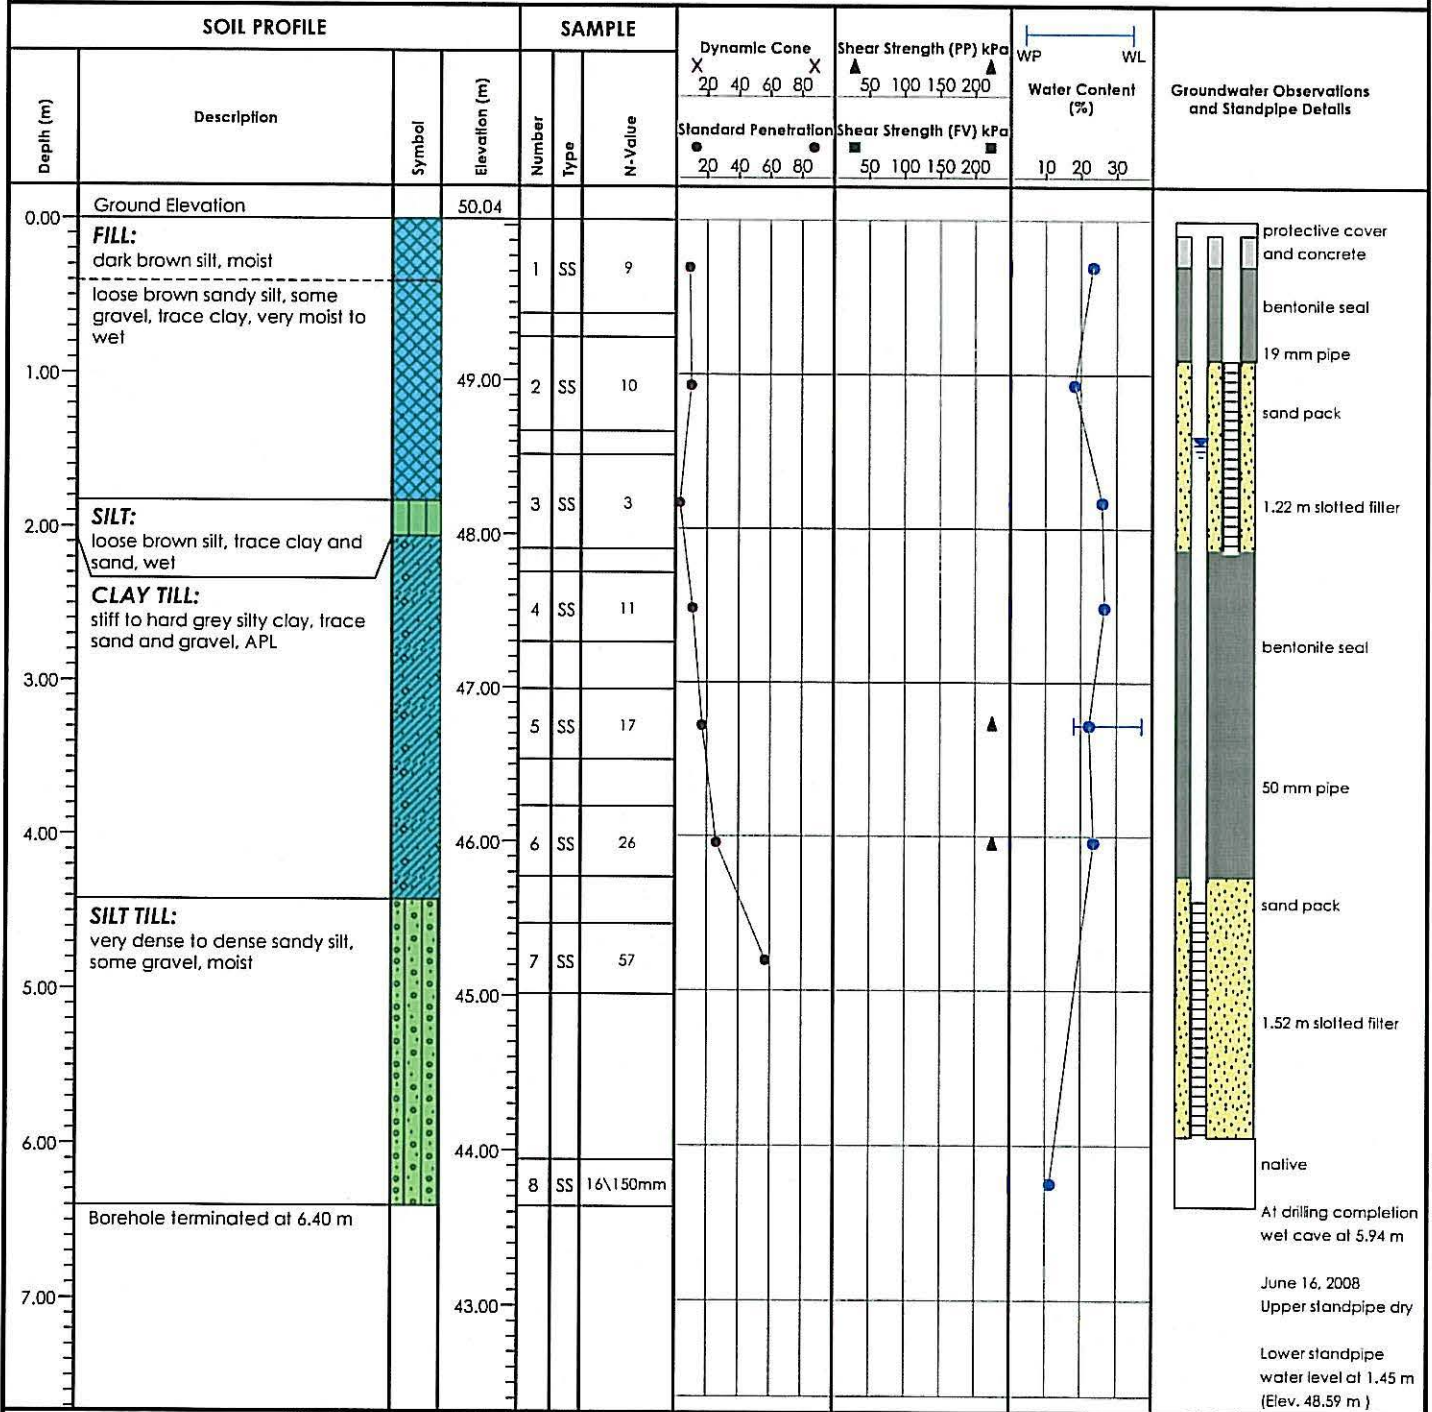 SOIL PROFILE
SAMPLE
Depth (m)
Description
Symbol
Elevation (m)
Number
Type
N-Value
Dynamic Cone
X X
20 40 60 80
Standard Penetration
20 40 60 80
Shear Strength (PP) kPa
50 100 150 200
Shear Strength (FV) kPa
50 100 150 200
WP WL
Water Content
(%)
10 20 30
Groundwater Observations
and Standpipe Details
Ground Elevation
50.04
0.00
1.00
2.00
3.00
4.00
5.00
6.00
7.00
FILL:
dark brown silt, moist
loose brown sandy silt, some
gravel, trace clay, very moist to
wet
SILT:
loose brown silt, trace clay and
sand, wet
CLAY TILL:
stiff to hard grey silty clay, trace
sand and gravel, APL
SILT TILL:
very dense to dense sandy silt,
some gravel, moist
Borehole terminated at 6.40 m
49.00
48.00
47.00
46.00
45.00
44.00
43.00
1 SS 9
2 SS 10
3 SS 3
4 SS 11
5 SS 17
6 SS 26
7 SS 57
8 SS 16\150mm
protective cover
and concrete
bentonite seal
19 mm pipe
sand pack
1.22 m slotted filter
bentonite seal
50 mm pipe
sand pack
1.52 m slotted filter
native
At drilling completion
wet cave at 5.94 m
June 16, 2008
Upper standpipe dry
Lower standpipe
water level at 1.45 m
(Elev. 48.59 m )